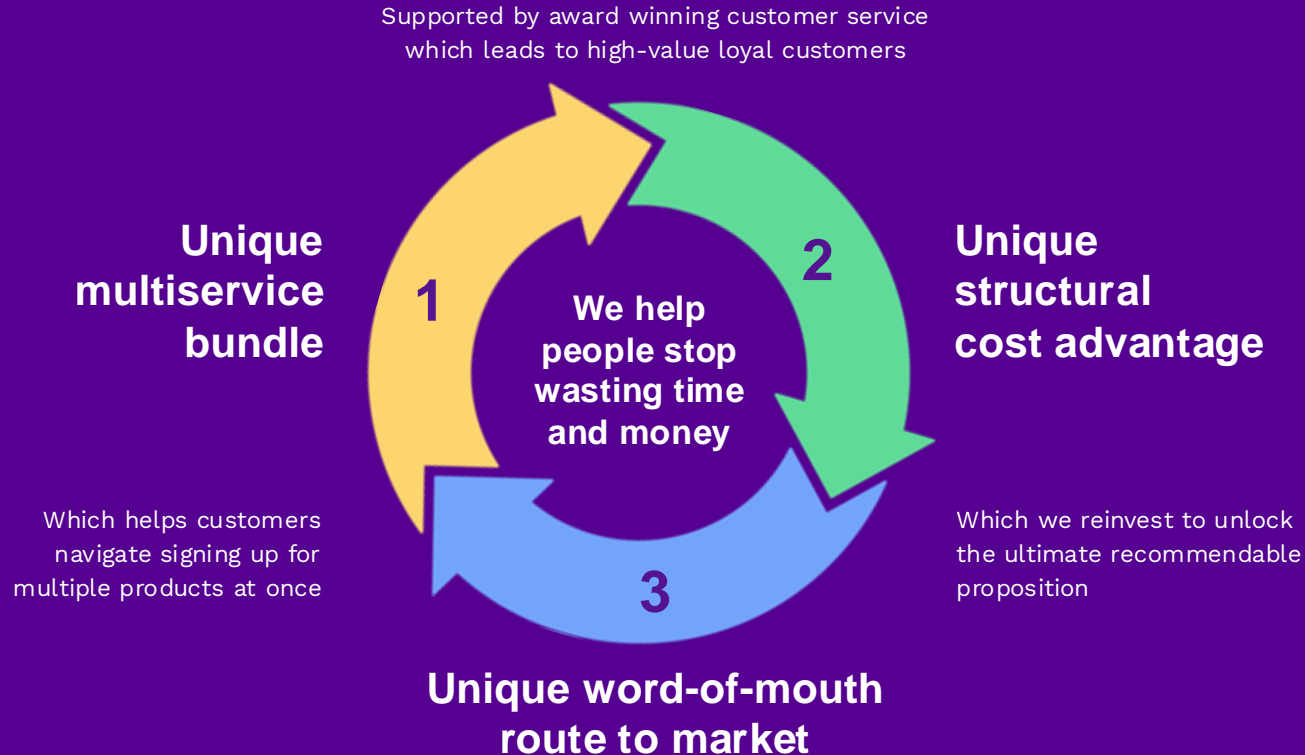 Supported by award winning customer service
which leads to high-value loyal customers
Unique
multiservice
bundle
1
2
Unique
structural
cost advantage
We help
people stop
wasting time
and money
Which helps customers
navigate signing up for
multiple products at once
Which we reinvest to unlock
the ultimate recommendable
proposition
3
Unique word-of-mouth
route to market